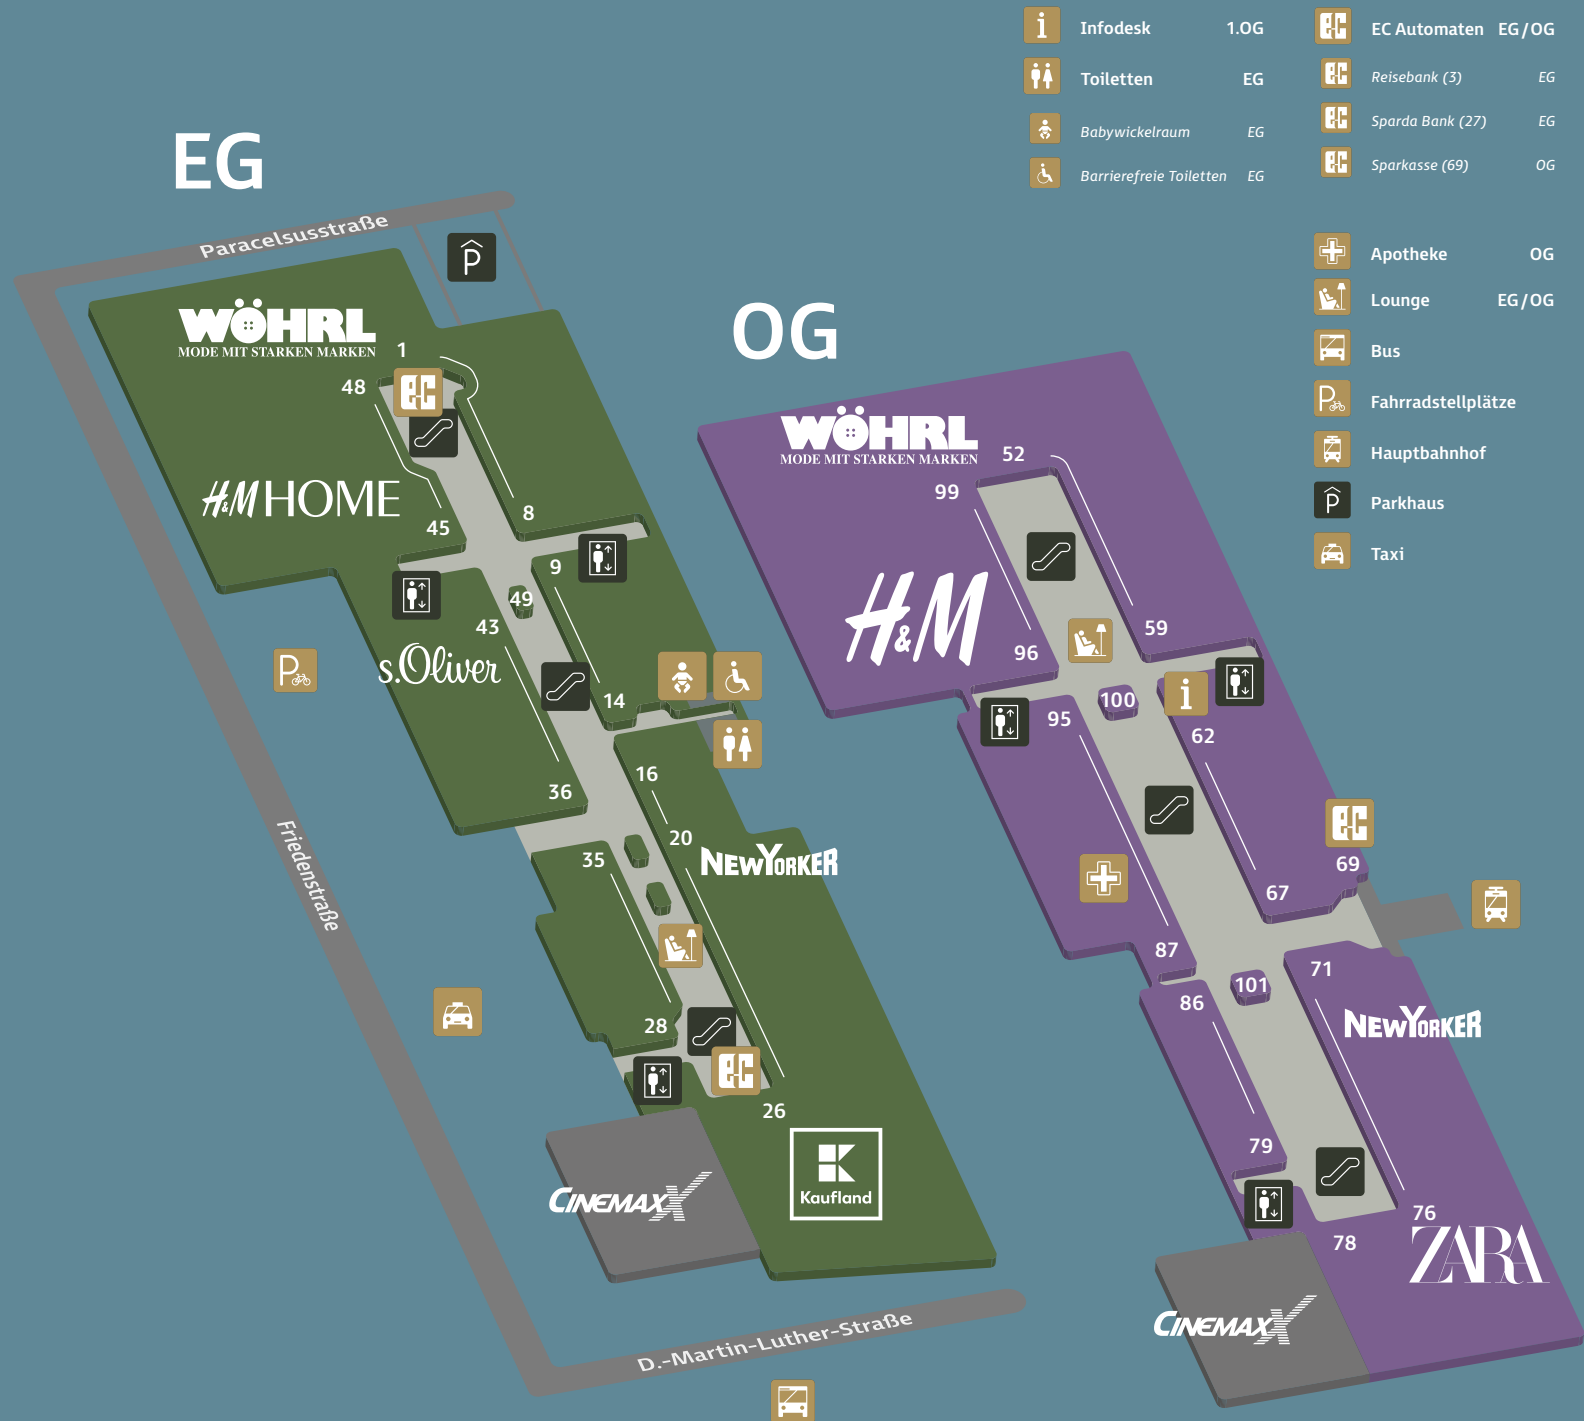 Infodesk 1.OG
Toiletten EG
Babywickelraum EG
Barrierefreie Toiletten EG
EC Automaten EG/OG
Reisebank (3) EG
Sparda Bank (27) EG
Sparkasse (69) OG
Apotheke OG
Lounge EG/OG
Bus
Fahrradstellplätze
Hauptbahnhof
Parkhaus
Taxi
EG
Paracelsusstraße
P
WÖHRL
MODE MIT STARKEN MARKEN
1
48
H&M HOME
45
8
9
49
43
s.Oliver
14
36
16
20
NEWYORKER
35
28
26
Kaufland
CINEMAXX
Friedenstraße
D.-Martin-Luther-Straße
OG
WÖHRL
MODE MIT STARKEN MARKEN
52
99
H&M
59
96
100
95
62
69
67
87
71
101
86
NEWYORKER
79
76
78
ZARA
CINEMAXX